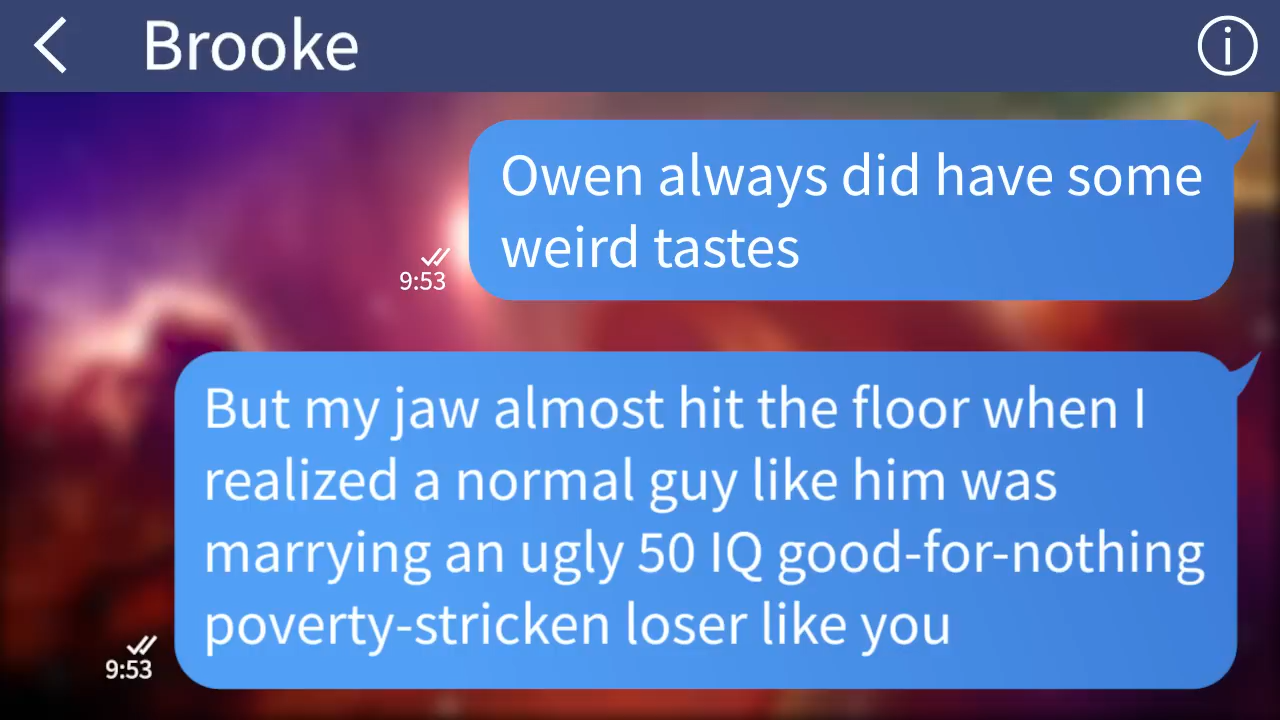 Brooke
Owen always did have some
weird tastes
9:53
But my jaw almost hit the floor when I
realized a normal guy like him was
marrying an ugly 50 IQ good-for-nothing
poverty-stricken loser like you
9:53